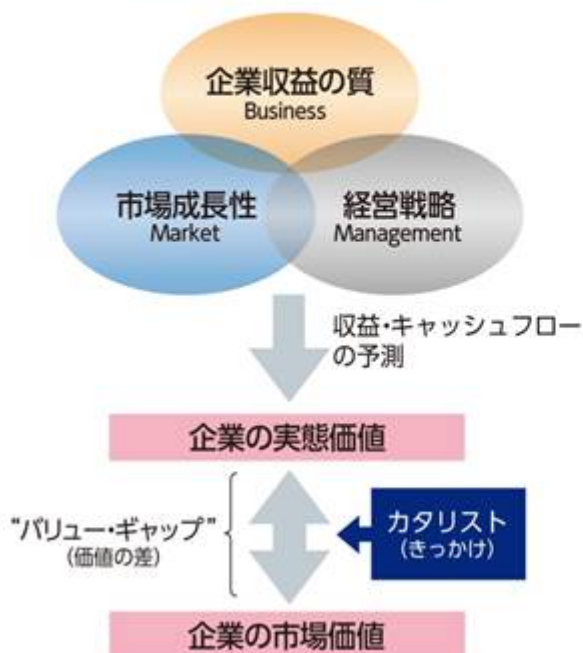 企業収益の質
Business
市場成長性
Market
経営戦略
Management
収益・キャッシュフロー
の予測
企業の実態価値
“バリュー・ギャップ”
(価値の差)
カタリスト
(きっかけ)
企業の市場価値